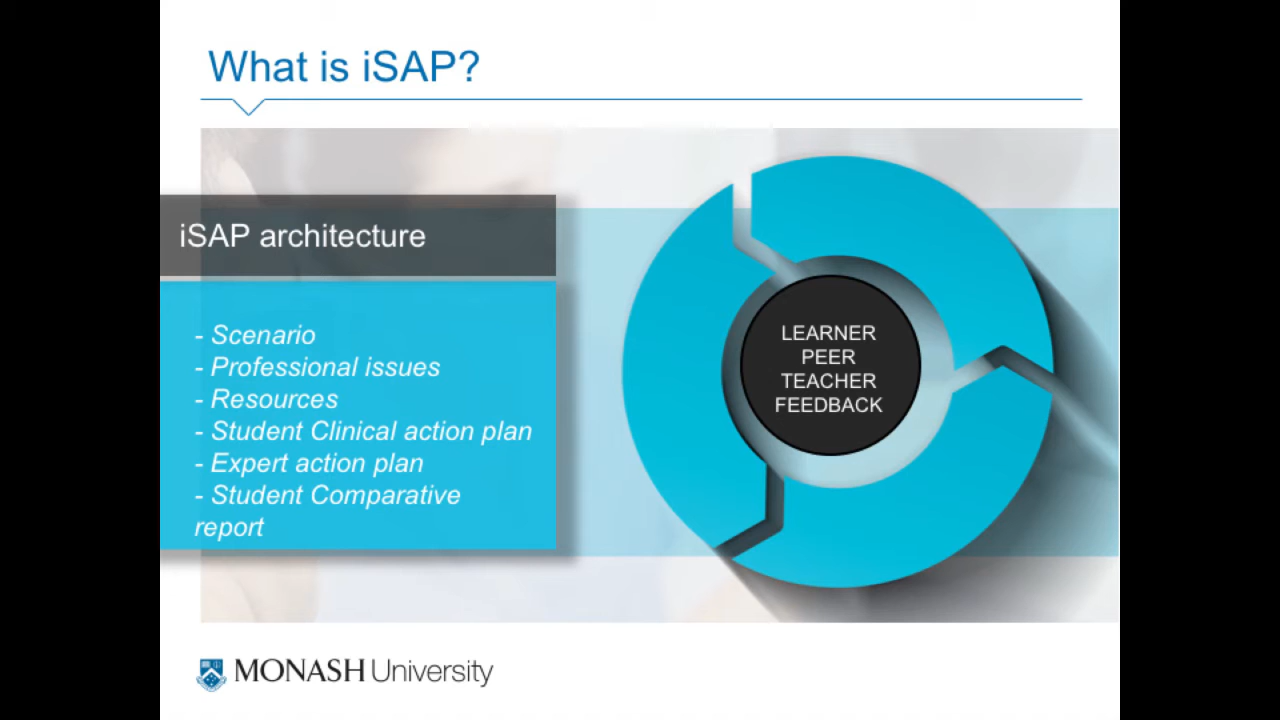 What is iSAP?
iSAP architecture
- Scenario
- Professional issues
- Resources
- Student Clinical action plan
- Expert action plan
- Student Comparative
report
LEARNER
PEER
TEACHER
FEEDBACK
MONASH University